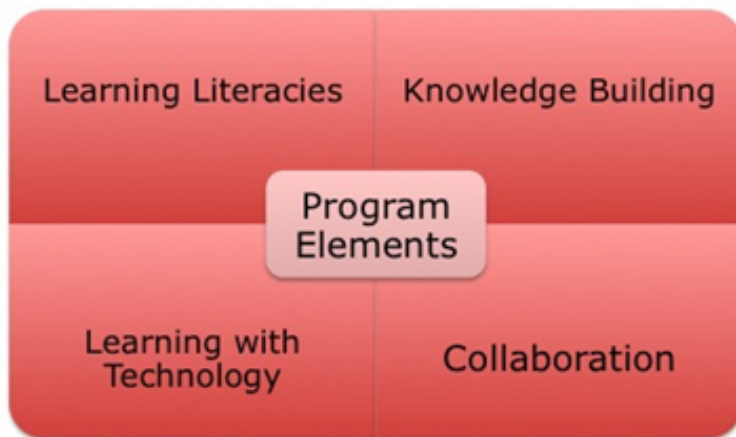 Learning Literacies
Knowledge Building
Program
Elements
Learning with
Technology
Collaboration